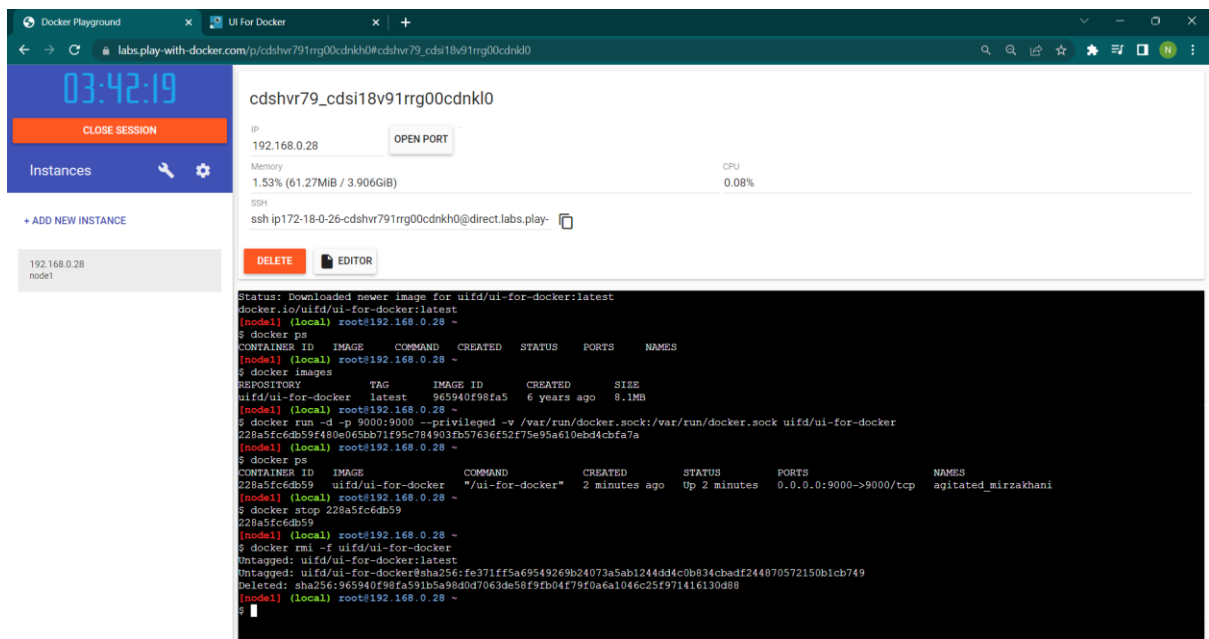 Docker Playground
UI For Docker
labs.play-with-docker.com/p/cdshvr791rrg00cdnkh0#cdshvr79_cdsi18v91rrg00cdnkl0
N
03:42:19
CLOSE SESSION
Instances
+ ADD NEW INSTANCE
192.168.0.28
node1
cdshvr79_cdsi18v91rrg00cdnkl0
IP
192.168.0.28
OPEN PORT
Memory
1.53% (61.27MiB / 3.906GiB)
CPU
0.08%
SSH
ssh ip172-18-0-26-cdshvr791rrg00cdnkh0@direct.labs.play-
DELETE
EDITOR
Status: Downloaded newer image for uifd/ui-for-docker:latest
docker.io/uifd/ui-for-docker:latest
[node1] (local) root@192.168.0.28 ~
$ docker ps
CONTAINER ID IMAGE COMMAND CREATED STATUS PORTS NAMES
[node1] (local) root@192.168.0.28 ~
$ docker images
REPOSITORY TAG IMAGE ID CREATED SIZE
uifd/ui-for-docker latest 965940f98fa5 6 years ago 8.1MB
[node1] (local) root@192.168.0.28 ~
$ docker run -d -p 9000:9000 --privileged -v /var/run/docker.sock:/var/run/docker.sock uifd/ui-for-docker
228a5fc6db59f480e065bb71f95c784903fb57636f52f75e95a610ebd4cbfa7a
[node1] (local) root@192.168.0.28 ~
$ docker ps
CONTAINER ID IMAGE COMMAND CREATED STATUS PORTS NAMES
228a5fc6db59 uifd/ui-for-docker "/ui-for-docker" 2 minutes ago Up 2 minutes 0.0.0.0:9000->9000/tcp agitated_mirzakhani
[node1] (local) root@192.168.0.28 ~
$ docker stop 228a5fc6db59
228a5fc6db59
[node1] (local) root@192.168.0.28 ~
$ docker rmi -f uifd/ui-for-docker
Untagged: uifd/ui-for-docker:latest
Untagged: uifd/ui-for-docker@sha256:fe371ff5a69549269b24073a5ab1244dd4c0b834cbadf244870572150b1cb749
Deleted: sha256:965940f98fa591b5a98d0d7063de58f9fb04f79f0a6a1046c25f971416130d88
[node1] (local) root@192.168.0.28 ~
$